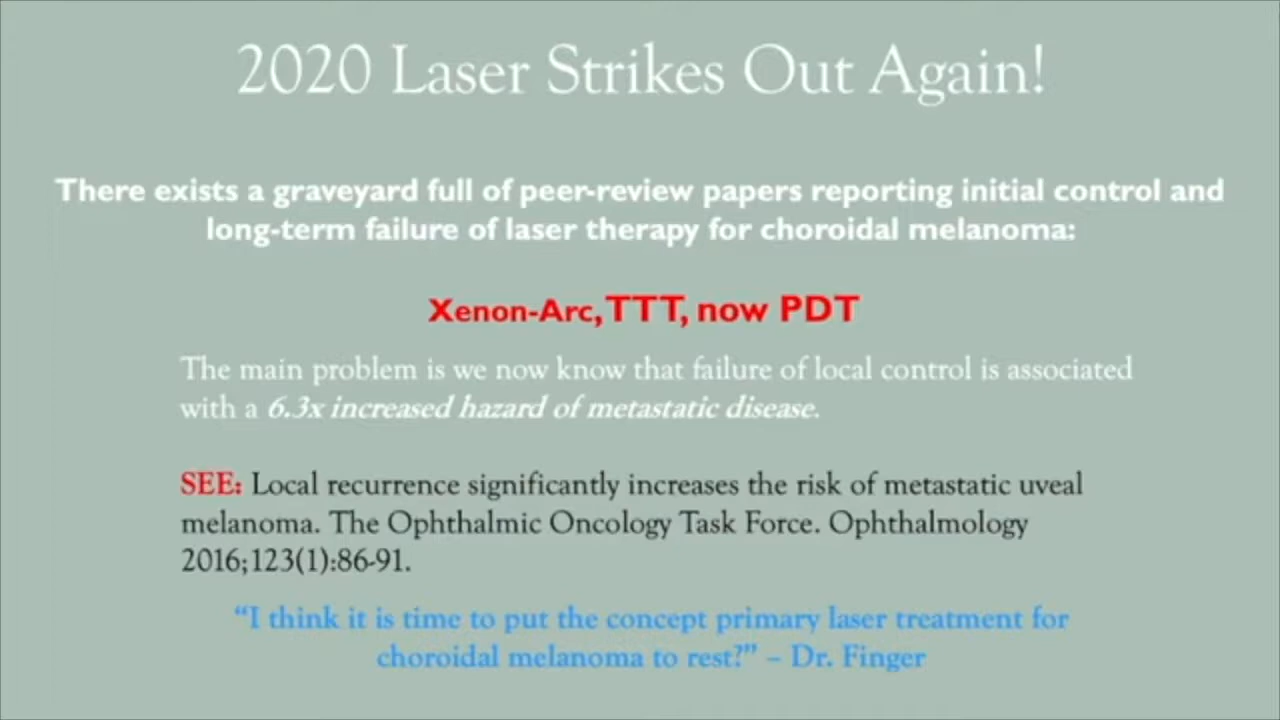 2020 Laser Strikes Out Again!
There exists a graveyard full of peer-review papers reporting initial control and
long-term failure of laser therapy for choroidal melanoma:
Xenon-Arc, TTT, now PDT
The main problem is we now know that failure of local control is associated
with a 6.3x increased hazard of metastatic disease.
SEE: Local recurrence significantly increases the risk of metastatic uveal
melanoma. The Ophthalmic Oncology Task Force. Ophthalmology
2016;123(1):86-91.
“I think it is time to put the concept primary laser treatment for
choroidal melanoma to rest?” – Dr. Finger